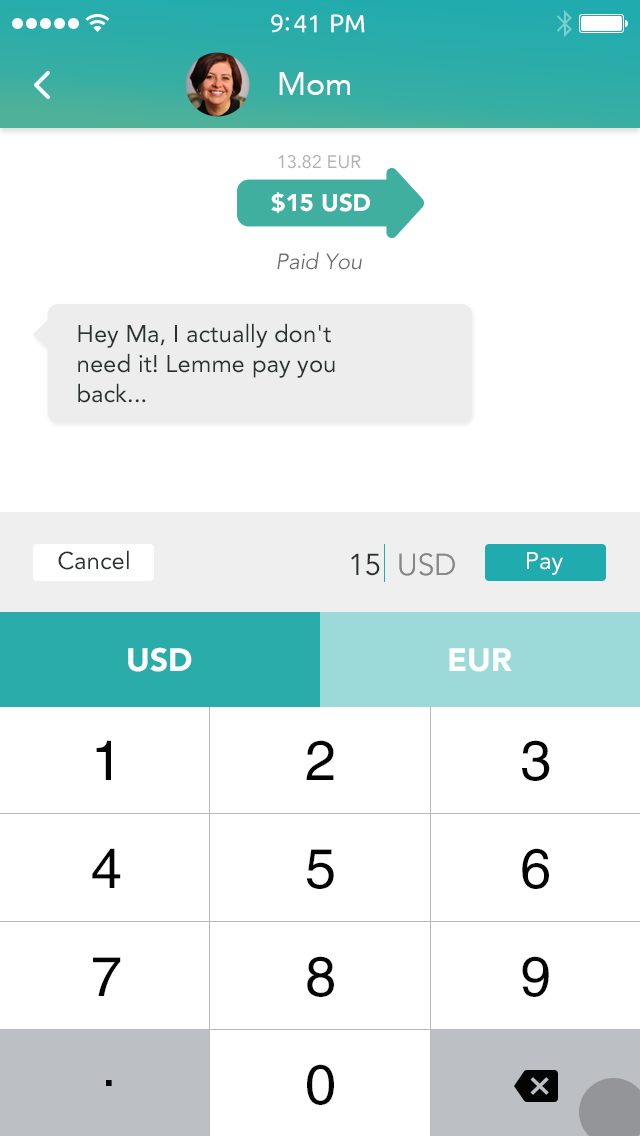 9:41 PM
Mom
13.82 EUR
$15 USD
Paid You
Hey Ma, I actually don't
need it! Lemme pay you
back...
Cancel
15 USD
Pay
USD
EUR
1
2
3
4
5
6
7
8
9
.
0